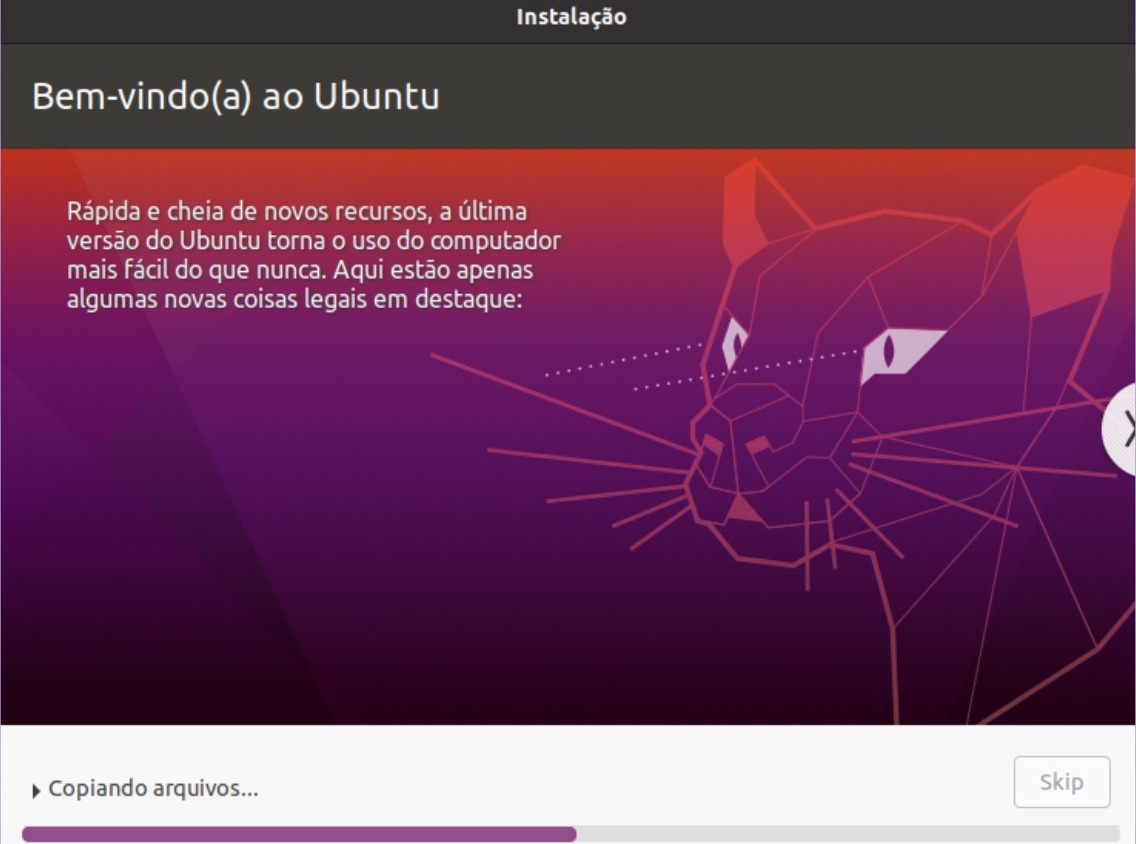 Instalação
Bem-vindo(a) ao Ubuntu
Rápida e cheia de novos recursos, a última
versão do Ubuntu torna o uso do computador
mais fácil do que nunca. Aqui estão apenas
algumas novas coisas legais em destaque:
Copiando arquivos...
Skip